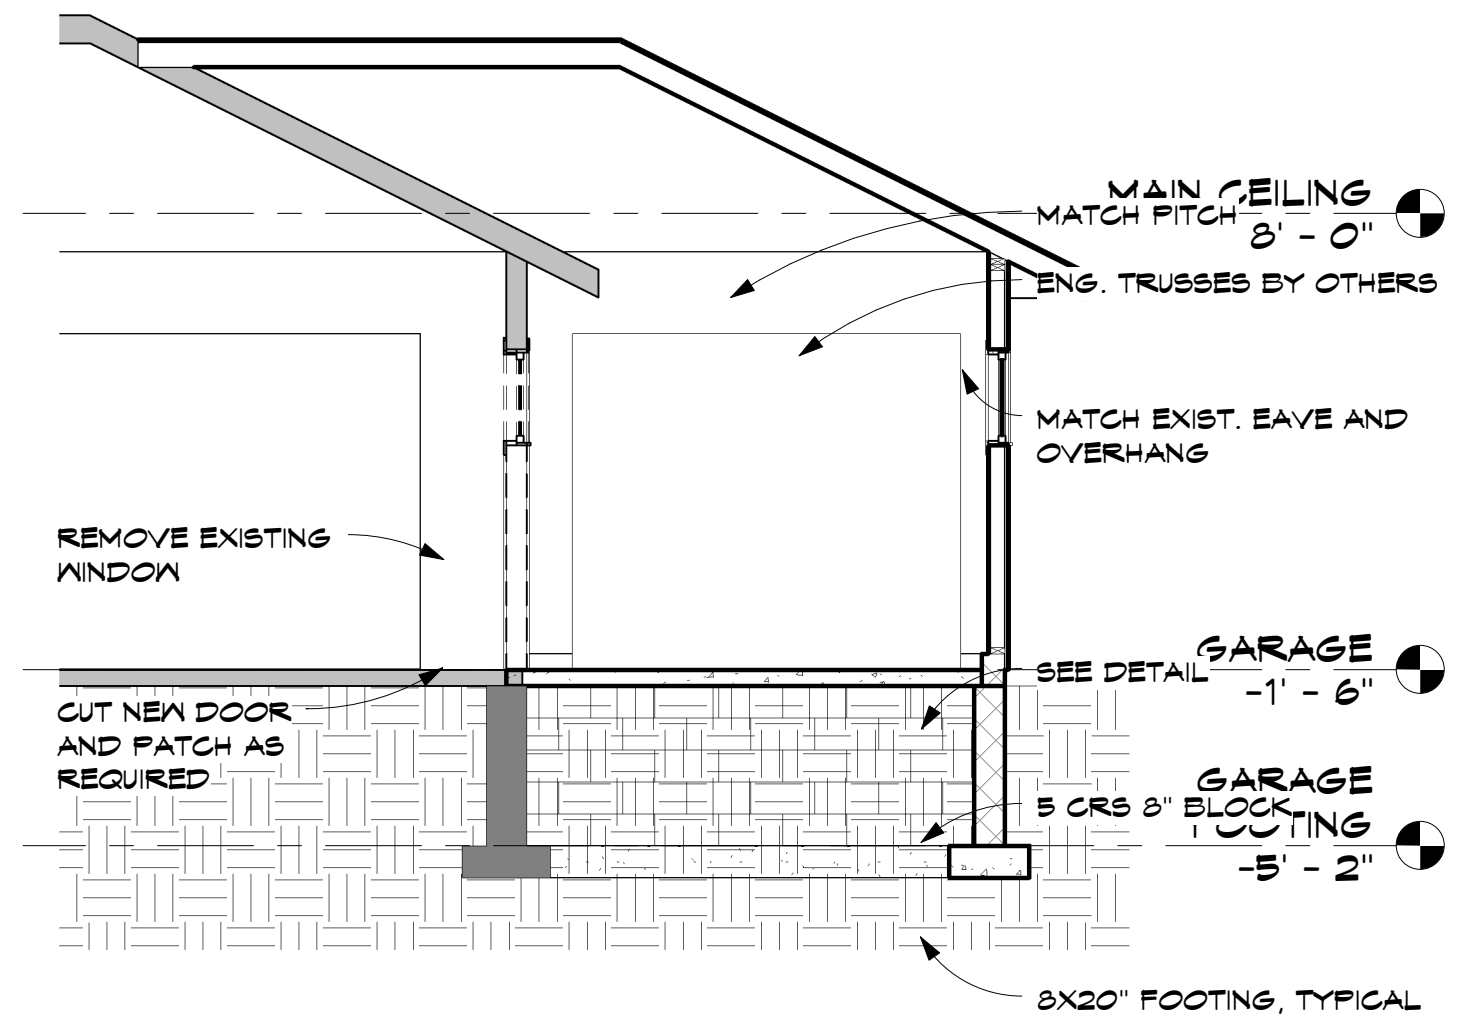 MAIN CEILING
MATCH PITCH
8' - 0"
ENG. TRUSSES BY OTHERS
MATCH EXIST. EAVE AND
OVERHANG
REMOVE EXISTING
WINDOW
GARAGE
SEE DETAIL
-1' - 6"
CUT NEW DOOR
AND PATCH AS
REQUIRED
GARAGE
5 CRS 8" BLOCK
FOOTING
-5' - 2"
8X20" FOOTING, TYPICAL